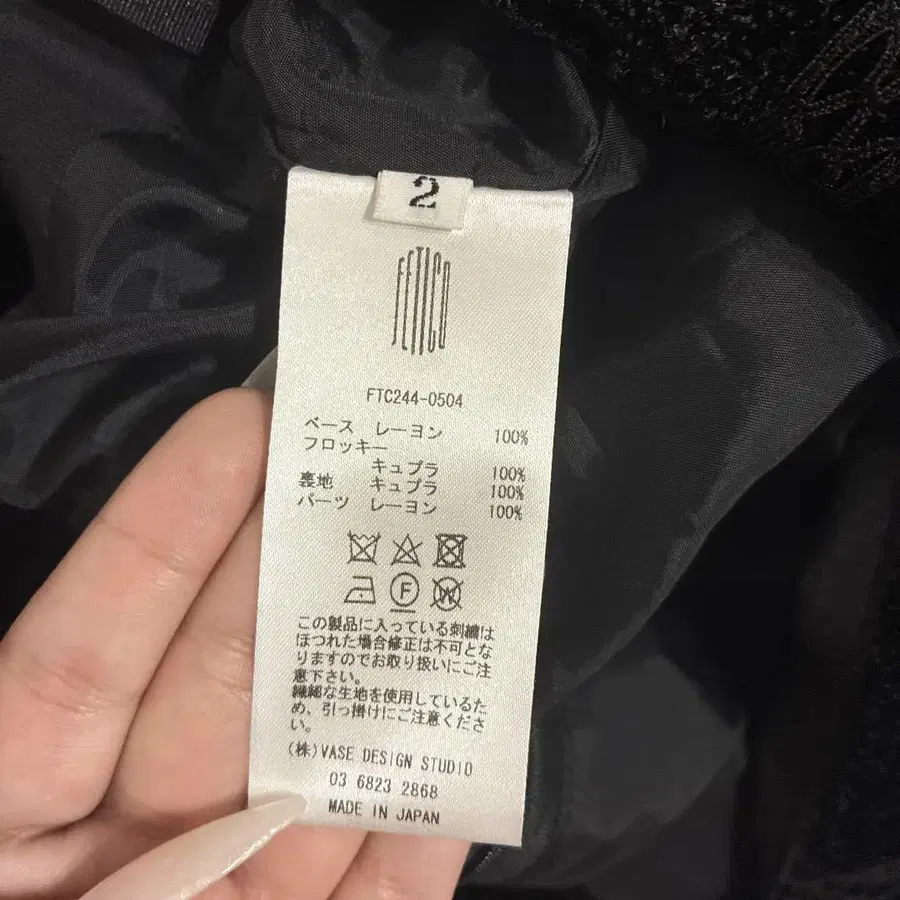 2
FETICO
FTC244-0504
ベース レーヨン 100%
フロッキー
キュプラ 100%
裏地 キュプラ 100%
パーツ レーヨン 100%
F
W
この製品に入っている刺繍は
ほつれた場合修正は不可とな
りますのでお取り扱いにご注
意下さい。
繊細な生地を使用しているた
め、引っ掛けにご注意くださ
い。
(株)VASE DESIGN STUDIO
03 6823 2868
MADE IN JAPAN